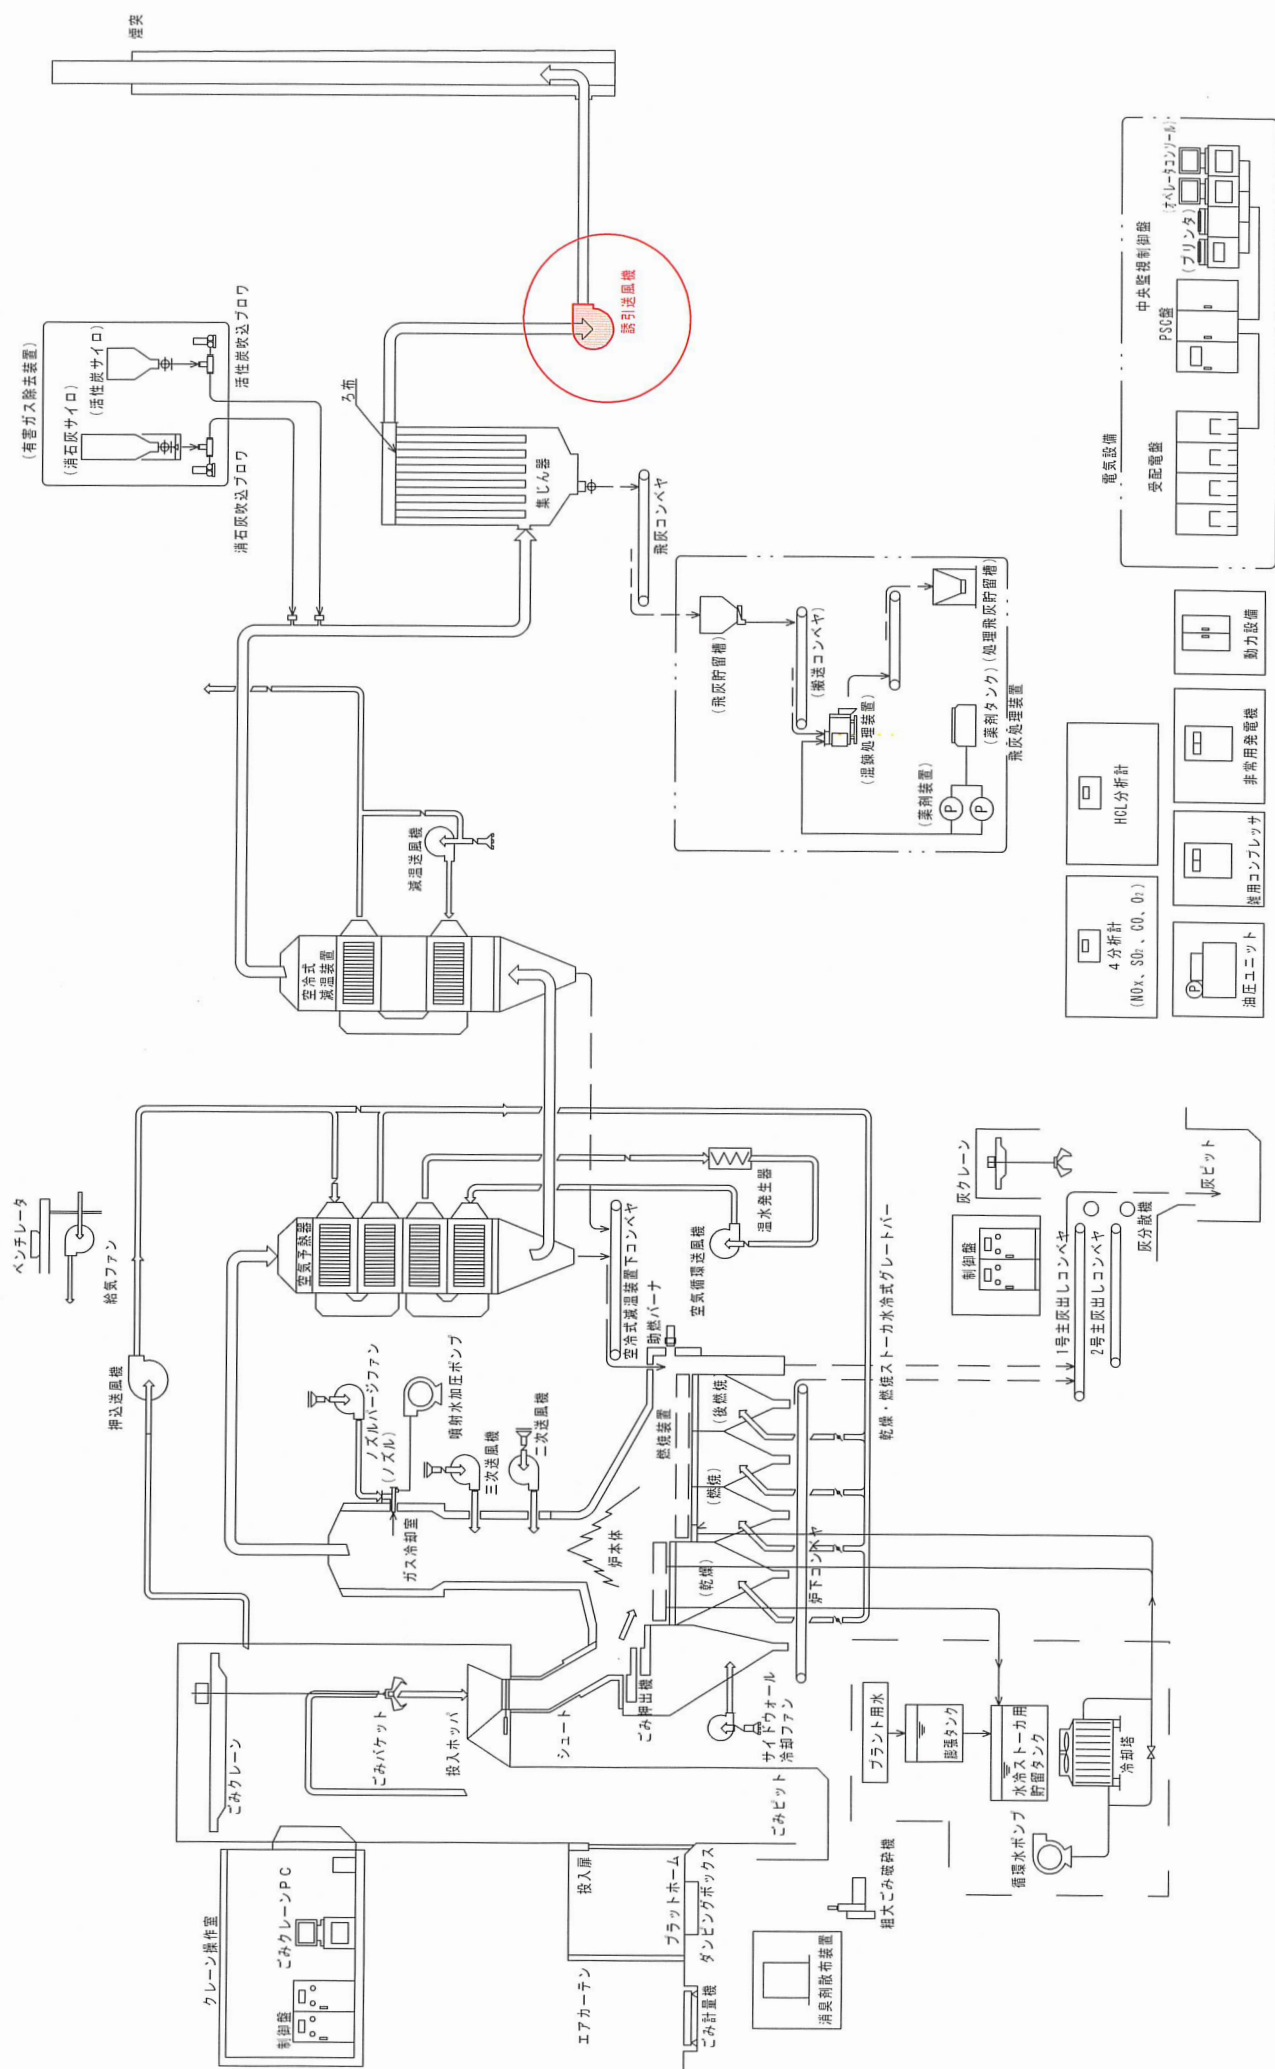 煙突
(有害ガス除去装置)
(消石灰サイロ)
(活性炭サイロ)
消石灰吹込ブロワ
活性炭吹込ブロワ
ろ布
誘引送風機
集じん器
飛灰コンベヤ
(飛灰貯留槽)
(搬送コンベヤ)
(混錬処理装置)
(薬剤装置)
P
P
(薬剤タンク)
(処理飛灰貯留槽)
飛灰処理装置
空冷式
減温装置
減温送風機
ベンチレータ
給気ファン
押込送風機
空気予熱器
ノズルパージファン
(ノズル)
噴射水加圧ポンプ
三次送風機
二次送風機
ガス冷却室
空冷式減温装置下コンベヤ
助燃バーナ
空気循環送風機
温水発生器
炉本体
燃焼装置
(乾燥)
(燃焼)
(後燃焼)
炉下コンベヤ
乾燥・燃焼ストーカ水冷式グレートバー
クレーン操作室
制御盤
ごみクレーンPC
ごみクレーン
ごみバケット
投入ホッパ
シュート
ごみ押出機
サイドウォール
冷却ファン
ごみピット
エアカーテン
投入扉
プラットホーム
ダンピングボックス
ごみ計量機
消臭剤散布装置
粗大ごみ破砕機
プラント用水
膨張タンク
水冷ストーカ用
貯留タンク
循環水ポンプ
冷却塔
制御盤
灰クレーン
1号主灰出しコンベヤ
2号主灰出しコンベヤ
灰分散機
灰ピット
4分析計
(NOx、SO₂、CO、O₂)
HCL分析計
P
油圧ユニット
雑用コンプレッサ
非常用発電機
動力設備
電気設備
受配電盤
PSC盤
中央監視制御盤
(プリンタ)
(オペレータコンソール)